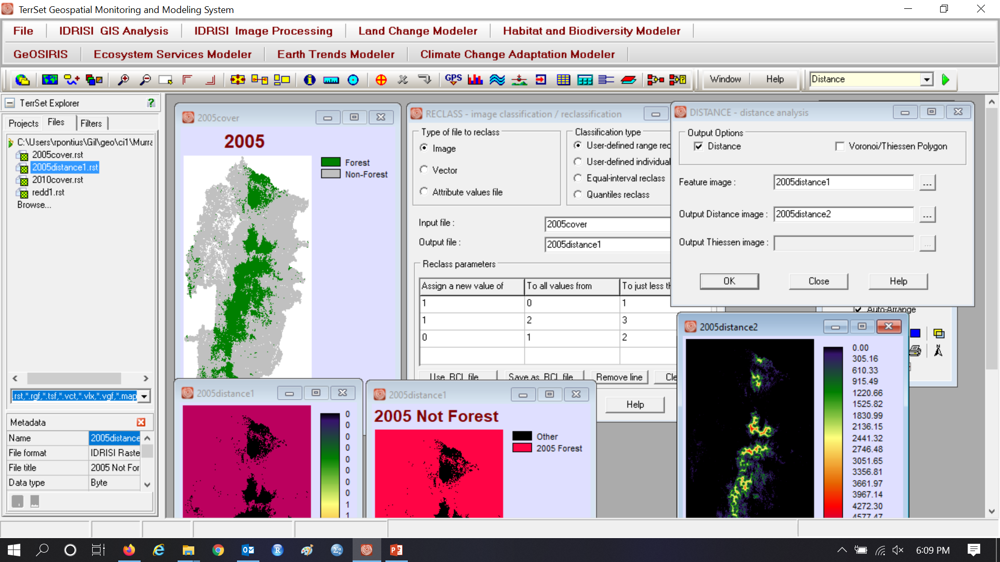 TerrSet Geospatial Monitoring and Modeling System
File
IDRISI GIS Analysis
IDRISI Image Processing
Land Change Modeler
Habitat and Biodiversity Modeler
GeOSIRIS
Ecosystem Services Modeler
Earth Trends Modeler
Climate Change Adaptation Modeler
GPS
Window
Help
Distance
TerrSet Explorer
Projects
Files
Filters
C:\Users\rpontius\Gil\geo\ci1\Murra
2005cover.rst
2005distance1.rst
2010cover.rst
redd1.rst
Browse...
.rst,*.rgf,*.tsf,*.vct,*.vlx,*.vgf,*.map
Metadata
Name 2005distance
File format IDRISI Raste
File title 2005 Not For
Data type Byte
2005cover
2005
Forest
Non-Forest
RECLASS - image classification / reclassification
Type of file to reclass
Image
Vector
Attribute values file
Classification type
User-defined range rec
User-defined individual
Equal-interval reclass
Quantiles reclass
Input file : 2005cover
Output file : 2005distance1
Reclass parameters
Assign a new value of To all values from To just less th
1 0 1
1 2 3
0 1 2
Use .RCL file
Save as .RCL file
Remove line
Cle
Help
DISTANCE - distance analysis
Output Options
Distance
Voronoi/Thiessen Polygon
Feature image : 2005distance1 ...
Output Distance image : 2005distance2 ...
Output Thiessen image : ...
OK
Close
Help
Auto-Arrange
2005distance1
0
0
0
0
0
0
0
0
1
1
2005distance1
2005 Not Forest
Other
2005 Forest
2005distance2
0.00
305.16
610.33
915.49
1220.66
1525.82
1830.99
2136.15
2441.32
2746.48
3051.65
3356.81
3661.97
3967.14
4272.30
4577.47
6:09 PM